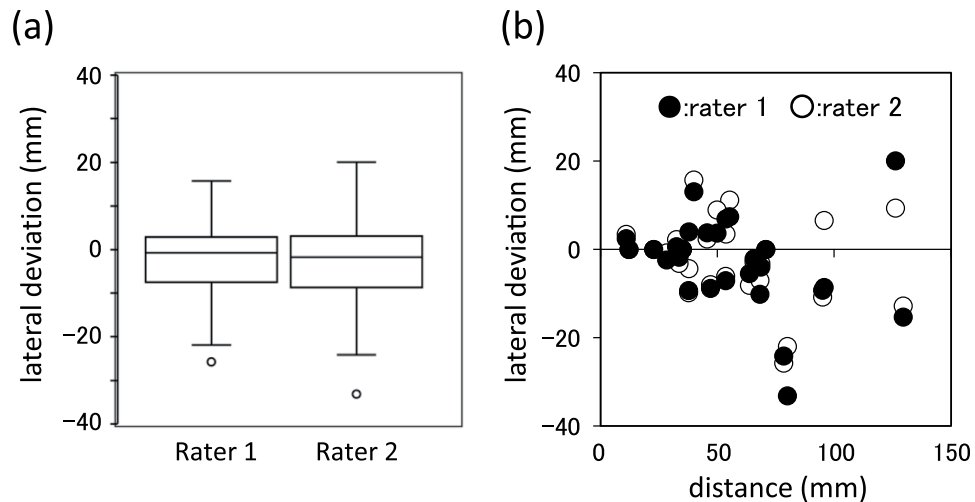 (a)
lateral deviation (mm)
40
20
0
−20
−40
Rater 1 Rater 2
(b)
lateral deviation (mm)
40
20
0
−20
−40
●:rater 1 ○:rater 2
0 50 100 150
distance (mm)